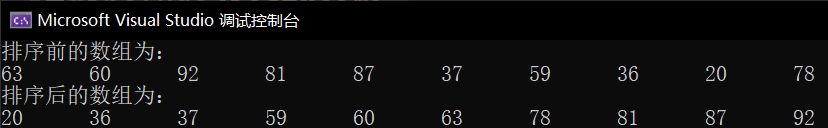 Microsoft Visual Studio 调试控制台
排序前的数组为：
63 60 92 81 87 37 59 36 20 78
排序后的数组为：
20 36 37 59 60 63 78 81 87 92